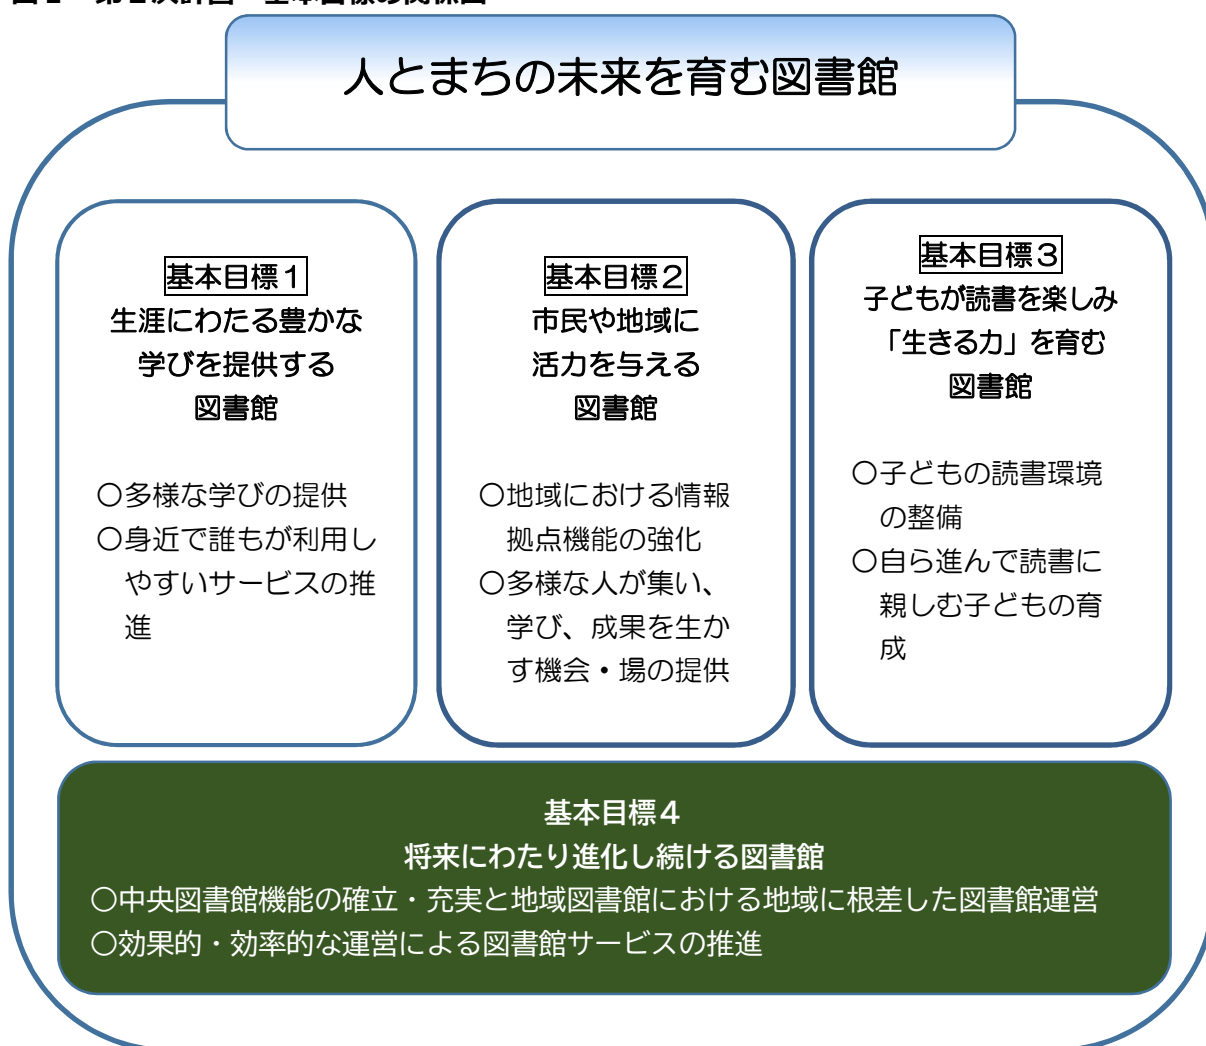 人とまちの未来を育む図書館
基本目標１
生涯にわたる豊かな
学びを提供する
図書館
○多様な学びの提供
○身近で誰もが利用し
やすいサービスの推
進
基本目標２
市民や地域に
活力を与える
図書館
○地域における情報
拠点機能の強化
○多様な人が集い、
学び、成果を生か
す機会・場の提供
基本目標３
子どもが読書を楽しみ
「生きる力」を育む
図書館
○子どもの読書環境
の整備
○自ら進んで読書に
親しむ子どもの育
成
基本目標４
将来にわたり進化し続ける図書館
○中央図書館機能の確立・充実と地域図書館における地域に根差した図書館運営
○効果的・効率的な運営による図書館サービスの推進